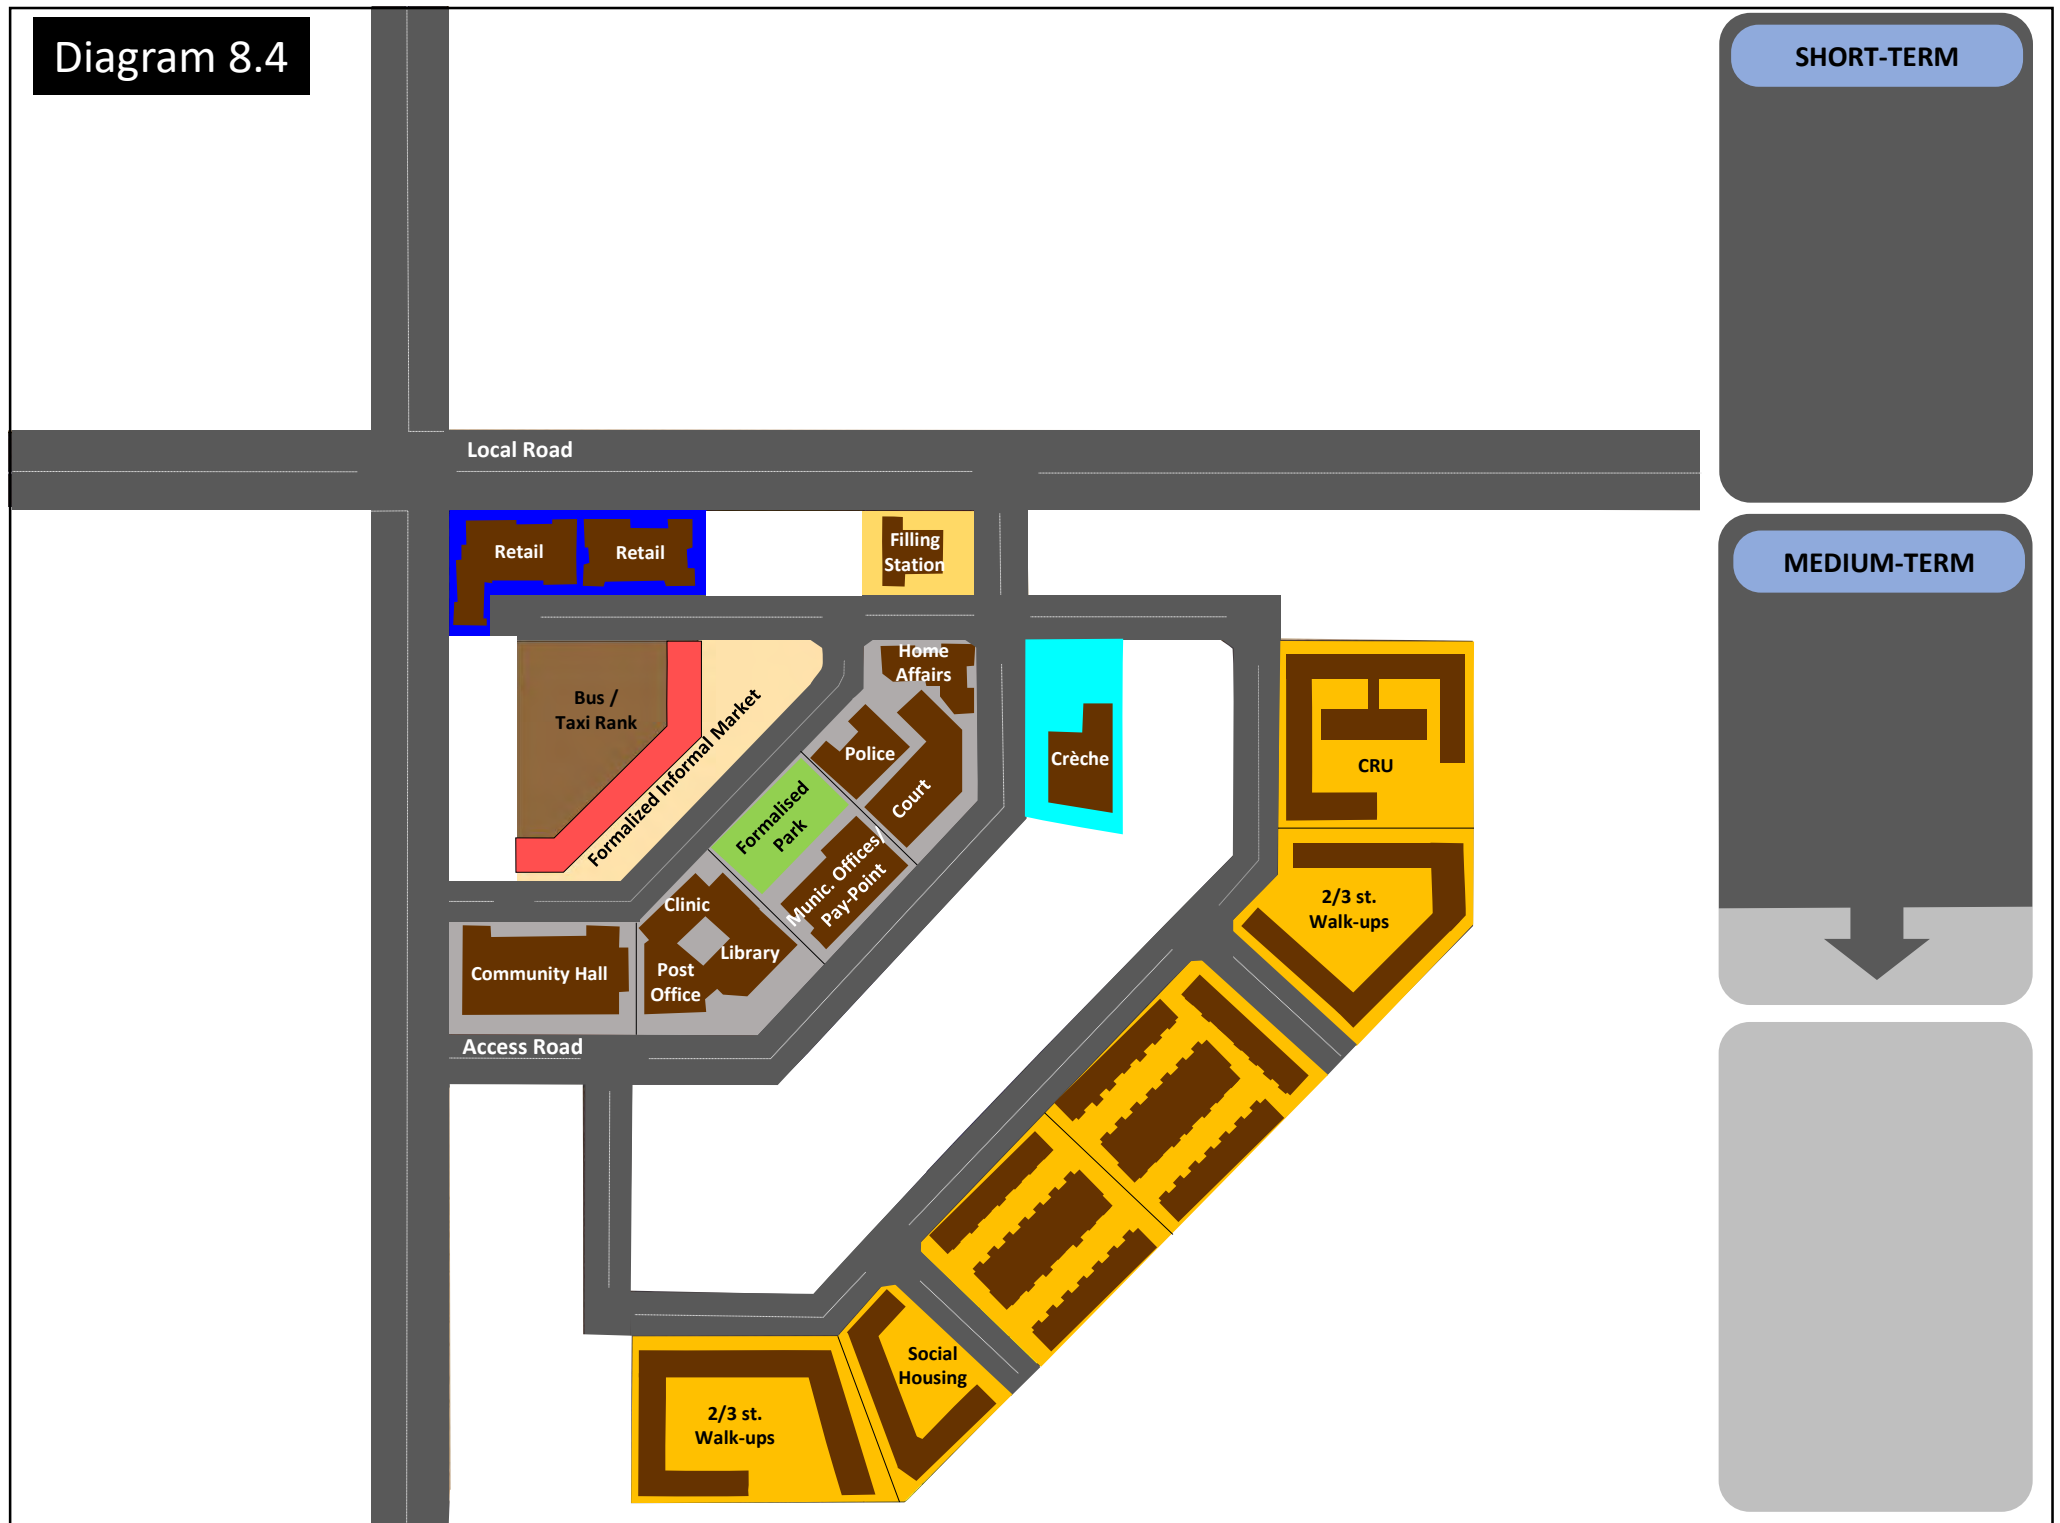 Diagram 8.4
SHORT-TERM
Local Road
Retail
Retail
Filling
Station
MEDIUM-TERM
Home
Affairs
Bus /
Taxi Rank
Formalized Informal Market
Police
Court
Crèche
CRU
Formalised
Park
Munic. Offices/
Pay-Point
Clinic
Library
Post
Office
Community Hall
2/3 st.
Walk-ups
Access Road
Social
Housing
2/3 st.
Walk-ups